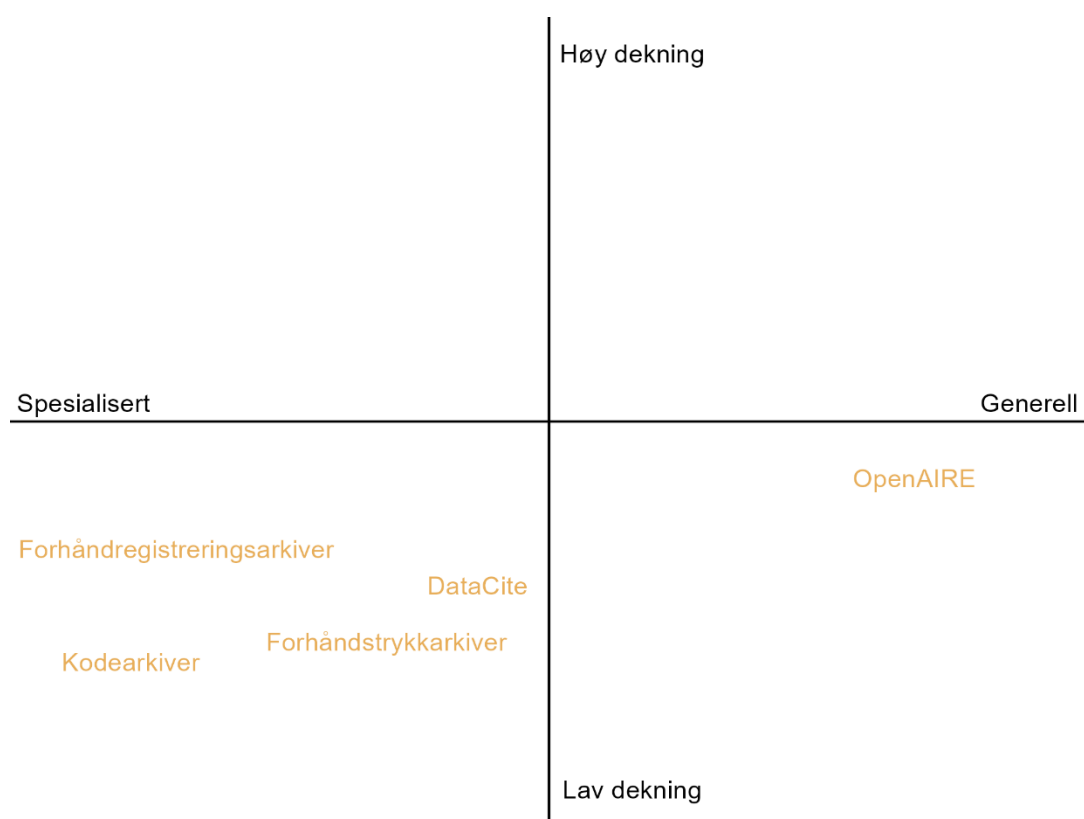 Høy dekning
Spesialisert
Generell
OpenAIRE
Forhåndregistreringsarkiver
DataCite
Forhåndstrykkarkiver
Kodearkiver
Lav dekning